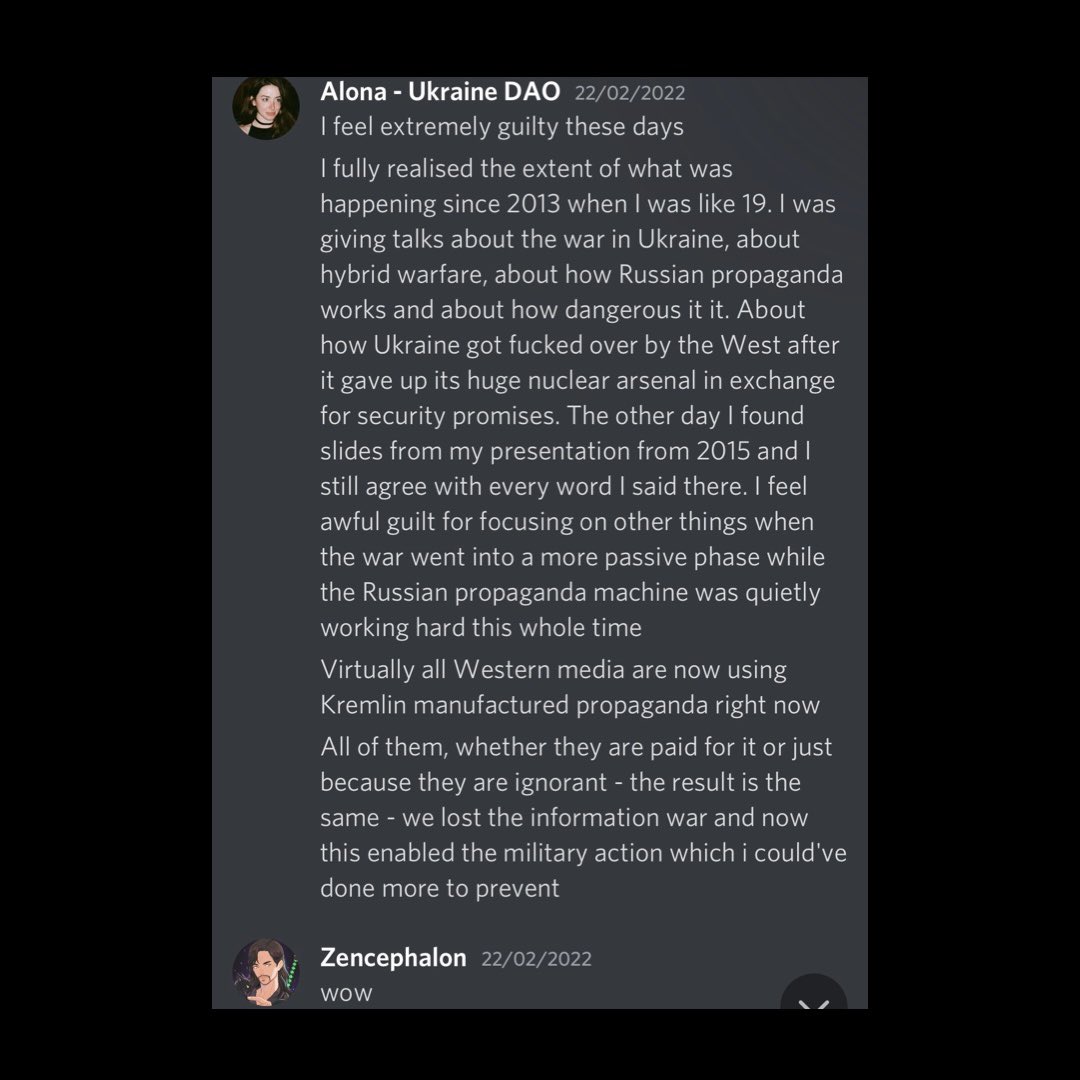 Alona - Ukraine DAO 22/02/2022
I feel extremely guilty these days
I fully realised the extent of what was
happening since 2013 when I was like 19. I was
giving talks about the war in Ukraine, about
hybrid warfare, about how Russian propaganda
works and about how dangerous it it. About
how Ukraine got fucked over by the West after
it gave up its huge nuclear arsenal in exchange
for security promises. The other day I found
slides from my presentation from 2015 and I
still agree with every word I said there. I feel
awful guilt for focusing on other things when
the war went into a more passive phase while
the Russian propaganda machine was quietly
working hard this whole time
Virtually all Western media are now using
Kremlin manufactured propaganda right now
All of them, whether they are paid for it or just
because they are ignorant - the result is the
same - we lost the information war and now
this enabled the military action which i could've
done more to prevent
Zencephalon 22/02/2022
wow